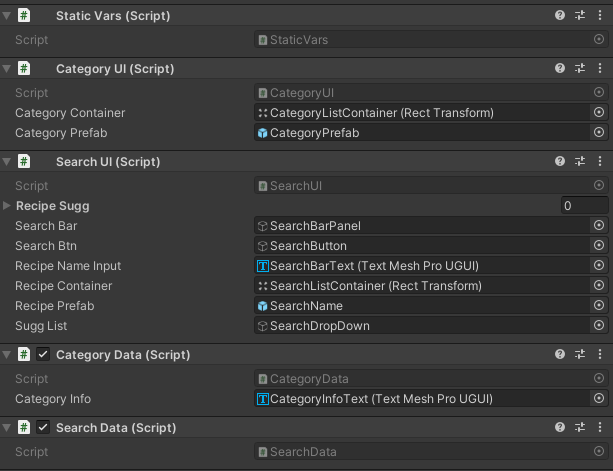 Static Vars (Script)
Script StaticVars
Category UI (Script)
Script CategoryUI
Category Container CategoryListContainer (Rect Transform)
Category Prefab CategoryPrefab
Search UI (Script)
Script SearchUI
Recipe Sugg 0
Search Bar SearchBarPanel
Search Btn SearchButton
Recipe Name Input SearchBarText (Text Mesh Pro UGUI)
Recipe Container SearchListContainer (Rect Transform)
Recipe Prefab SearchName
Sugg List SearchDropDown
Category Data (Script)
Script CategoryData
Category Info CategoryInfoText (Text Mesh Pro UGUI)
Search Data (Script)
Script SearchData